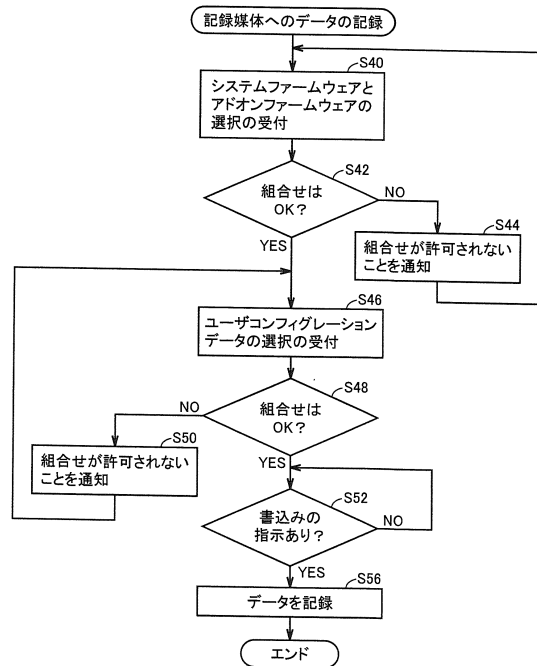 記録媒体へのデータの記録
S40
システムファームウェアと
アドオンファームウェアの
選択の受付
S42
組合せは
OK?
NO
YES
S44
組合せが許可されない
ことを通知
S46
ユーザコンフィグレーション
データの選択の受付
S48
組合せは
OK?
NO
YES
S50
組合せが許可されない
ことを通知
S52
書込みの
指示あり?
NO
YES
S56
データを記録
エンド